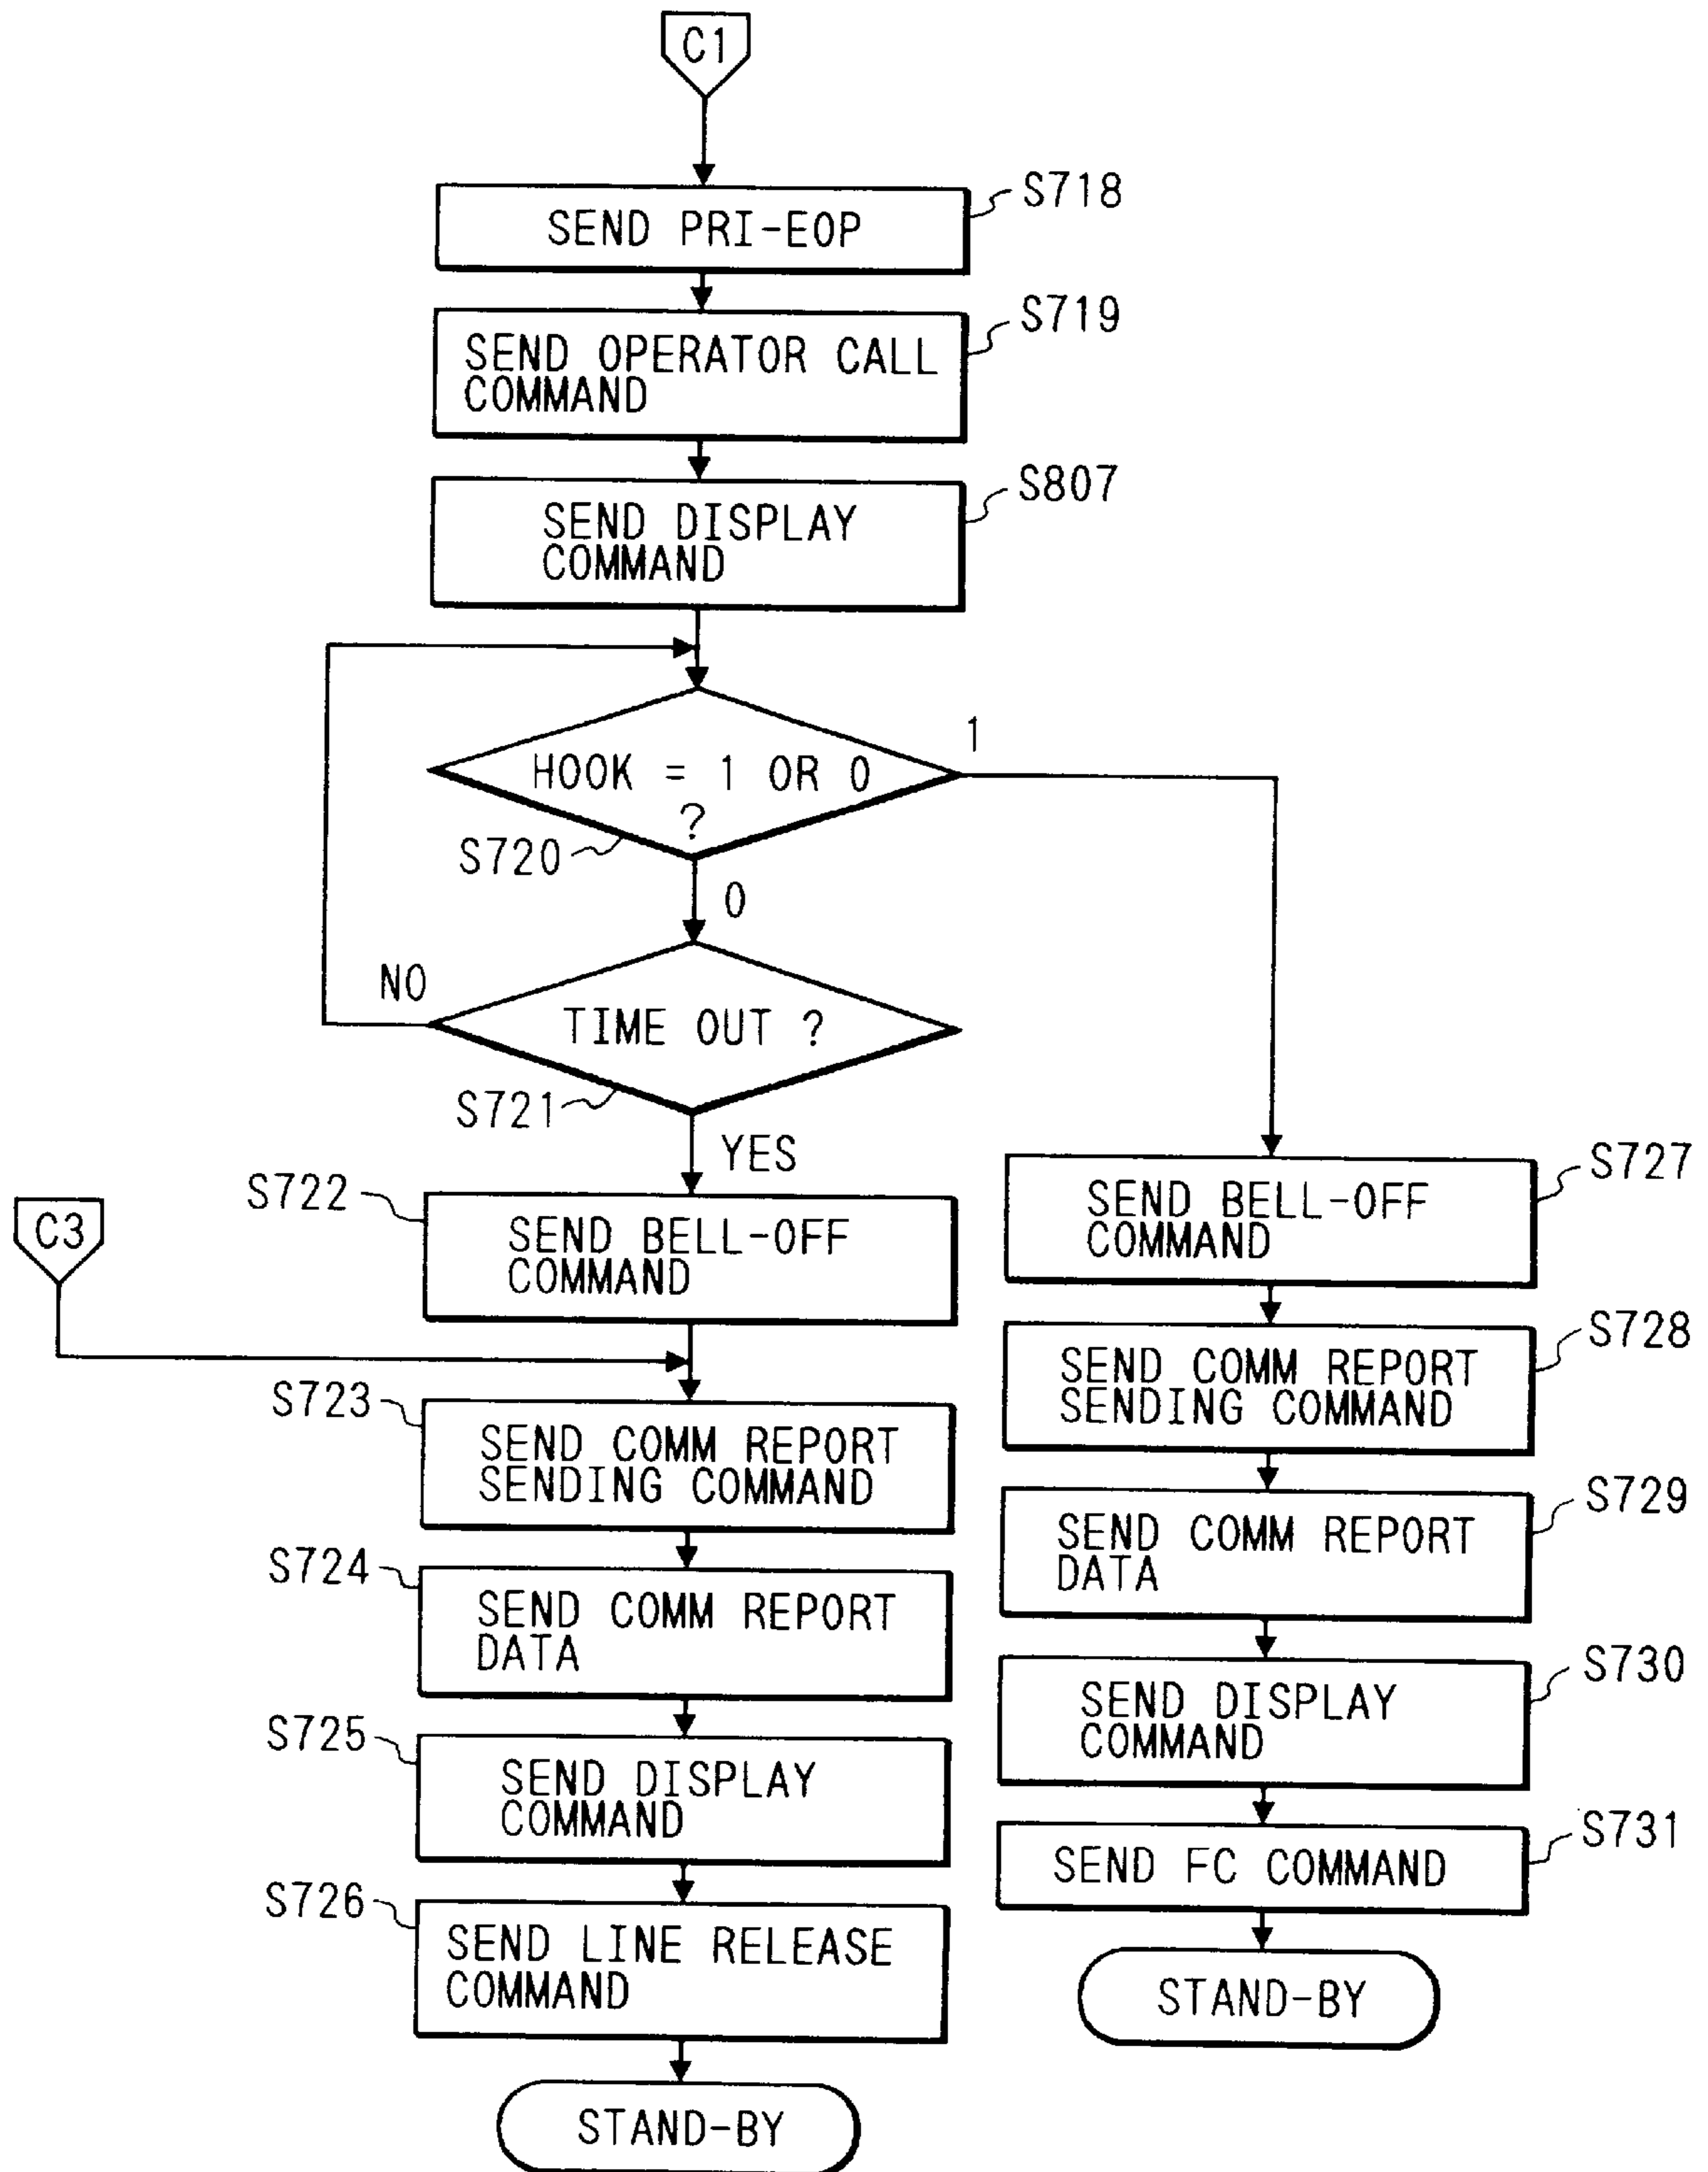 C1
S718
SEND PRI-EOP
S719
SEND OPERATOR CALL
COMMAND
S807
SEND DISPLAY
COMMAND
1
HOOK = 1 OR 0
?
S720
0
NO
TIME OUT ?
S721
YES
S722
SEND BELL-OFF
COMMAND
C3
S723
SEND COMM REPORT
SENDING COMMAND
S724
SEND COMM REPORT
DATA
S725
SEND DISPLAY
COMMAND
S726
SEND LINE RELEASE
COMMAND
STAND-BY
S727
SEND BELL-OFF
COMMAND
S728
SEND COMM REPORT
SENDING COMMAND
S729
SEND COMM REPORT
DATA
S730
SEND DISPLAY
COMMAND
S731
SEND FC COMMAND
STAND-BY